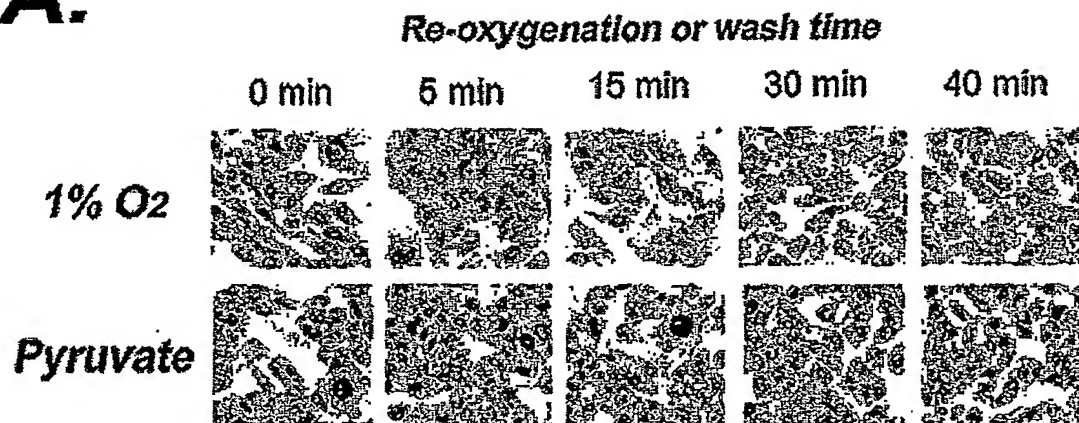 A.
Re-oxygenation or wash time
0 min 5 min 15 min 30 min 40 min
1% O2
Pyruvate